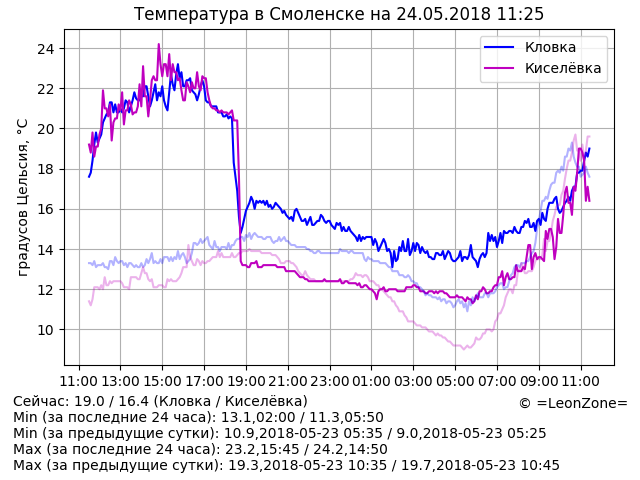 Температура в Смоленске на 24.05.2018 11:25
Кловка
Киселёвка
градусов Цельсия, °C
24
22
20
18
16
14
12
10
11:00 13:00 15:00 17:00 19:00 21:00 23:00 01:00 03:00 05:00 07:00 09:00 11:00
Сейчас: 19.0 / 16.4 (Кловка / Киселёвка)
© =LeonZone=
Min (за последние 24 часа): 13.1,02:00 / 11.3,05:50
Min (за предыдущие сутки): 10.9,2018-05-23 05:35 / 9.0,2018-05-23 05:25
Max (за последние 24 часа): 23.2,15:45 / 24.2,14:50
Max (за предыдущие сутки): 19.3,2018-05-23 10:35 / 19.7,2018-05-23 10:45